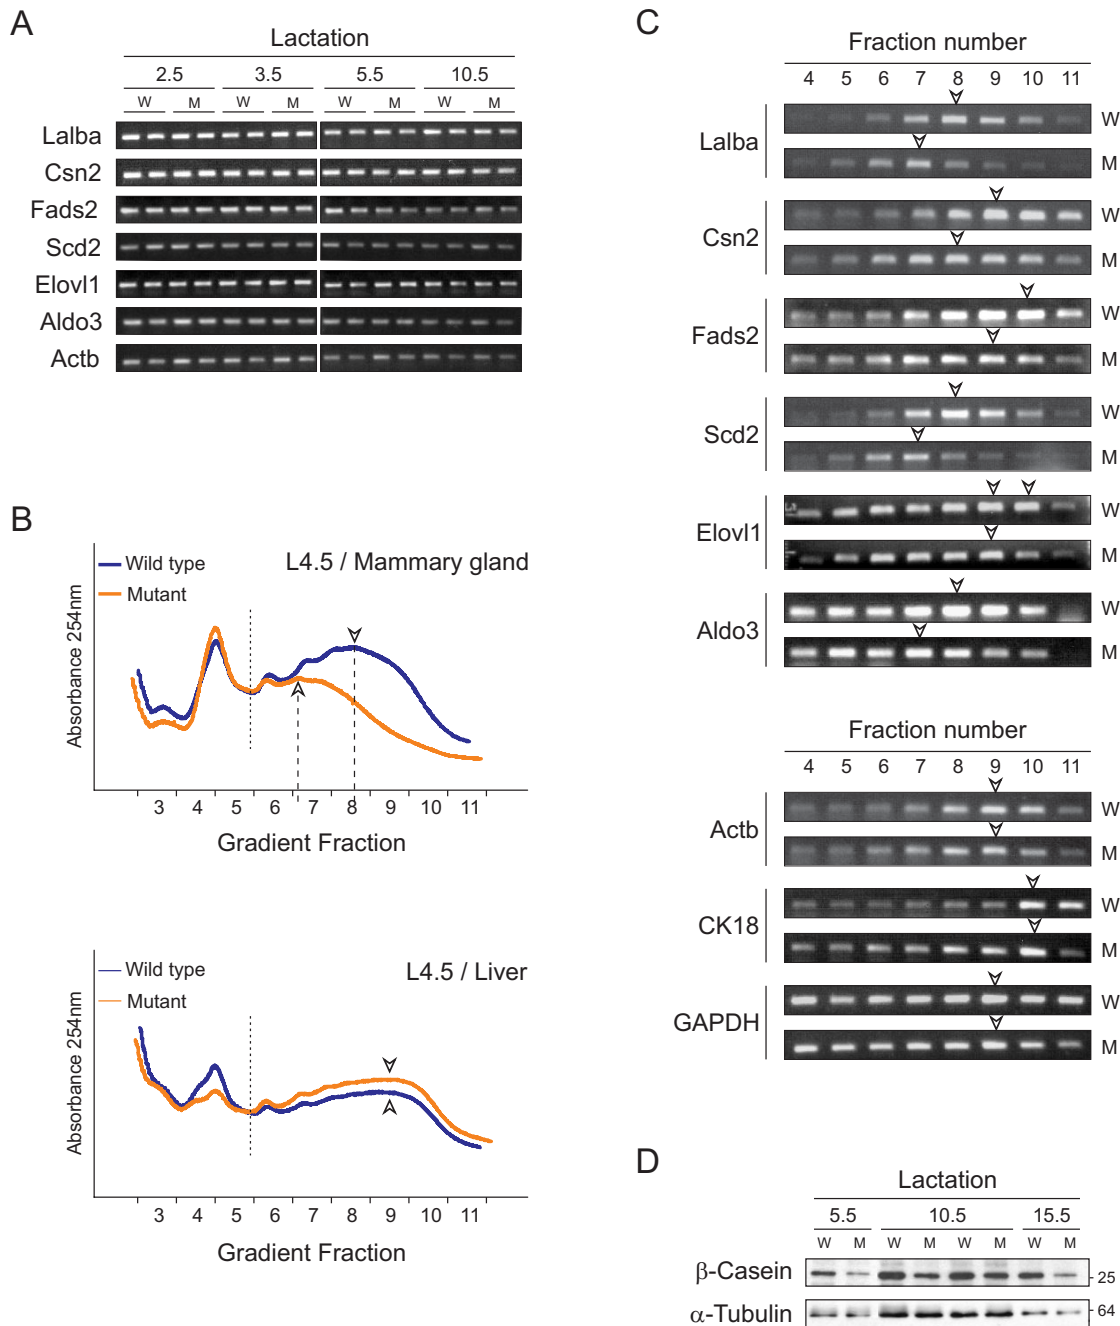 A
Lactation
2.5 3.5 5.5 10.5
W M W M W M W M
Lalba
Csn2
Fads2
Scd2
Elovl1
Aldo3
Actb
B
Wild type
Mutant
L4.5 / Mammary gland
Absorbance 254nm
3 4 5 6 7 8 9 10 11
Gradient Fraction
Wild type
Mutant
L4.5 / Liver
Absorbance 254nm
3 4 5 6 7 8 9 10 11
Gradient Fraction
C
Fraction number
4 5 6 7 8 9 10 11
Lalba W
M
Csn2 W
M
Fads2 W
M
Scd2 W
M
Elovl1 W
M
Aldo3 W
M
Fraction number
4 5 6 7 8 9 10 11
Actb W
M
CK18 W
M
GAPDH W
M
D
Lactation
5.5 10.5 15.5
W M W M W M W M
β-Casein - 25
α-Tubulin - 64